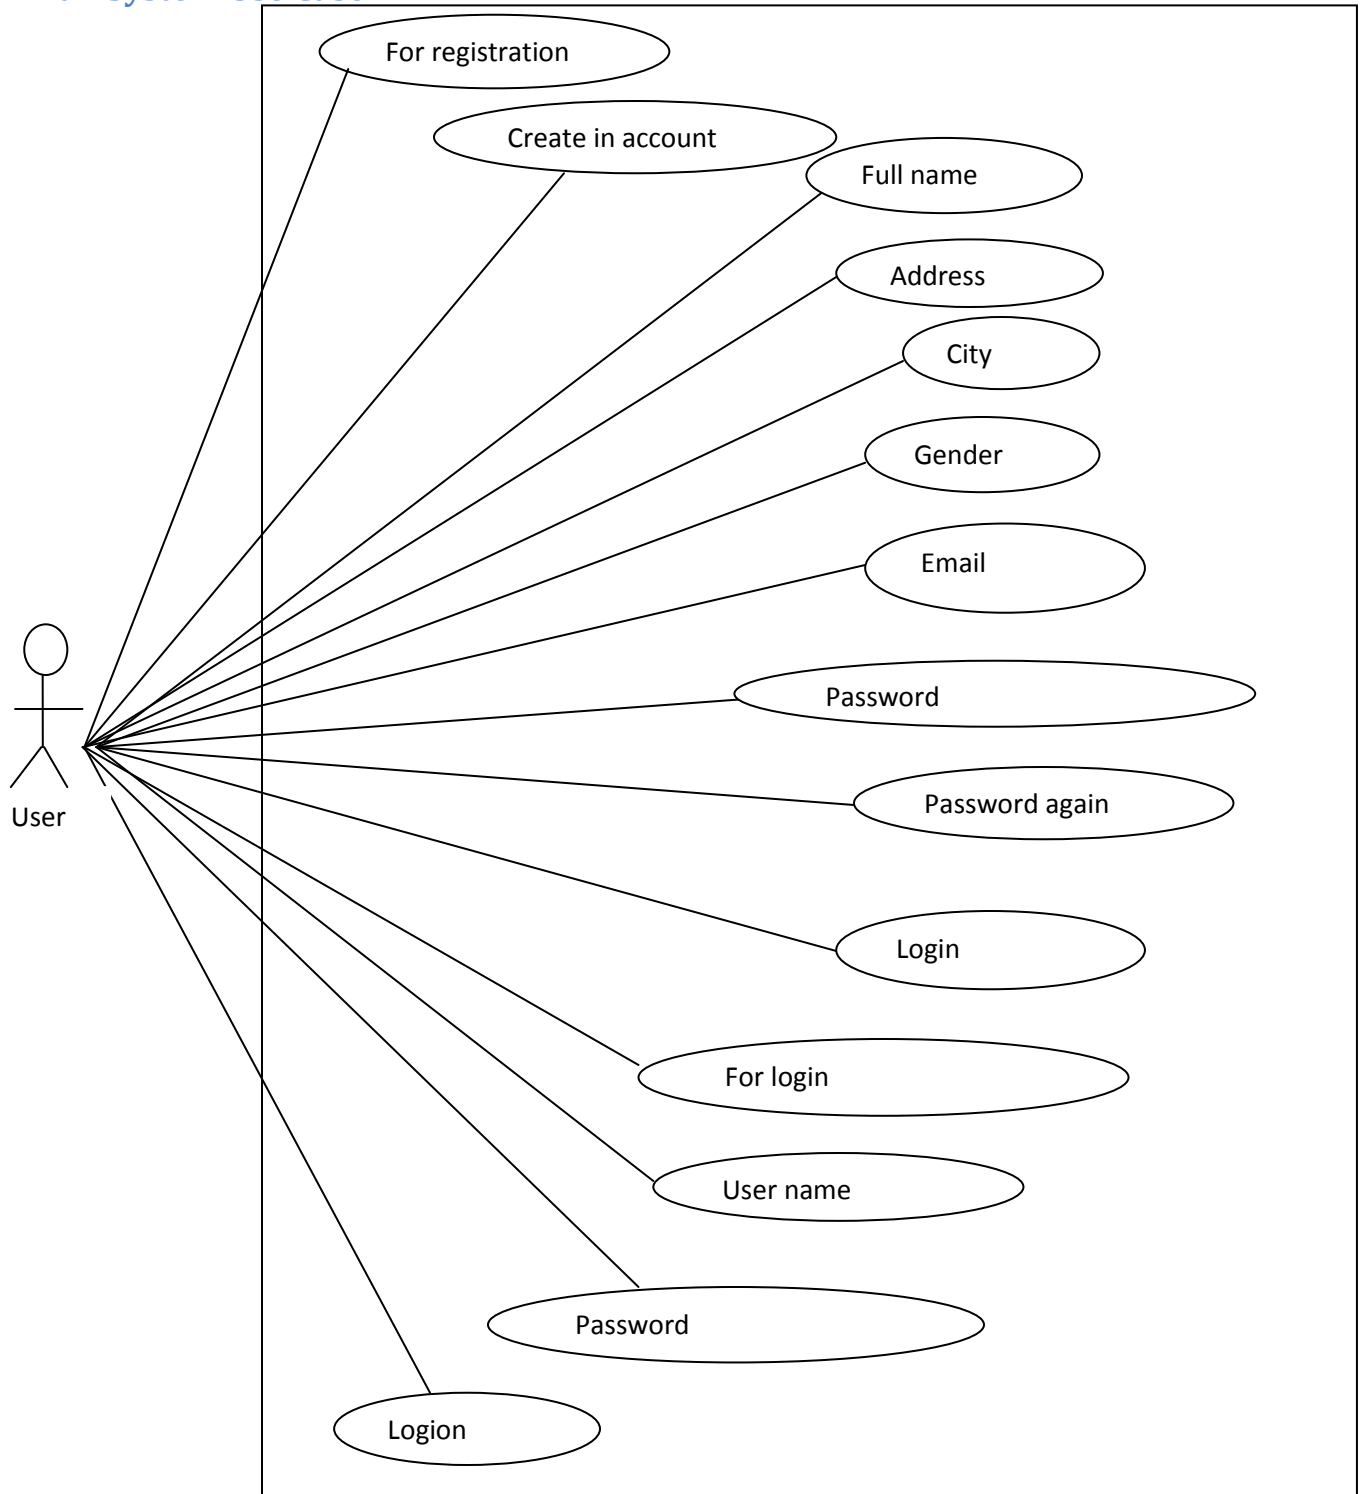 For registration
Create in account
Full name
Address
City
Gender
Email
Password
Password again
User
Login
For login
User name
Password
Logion